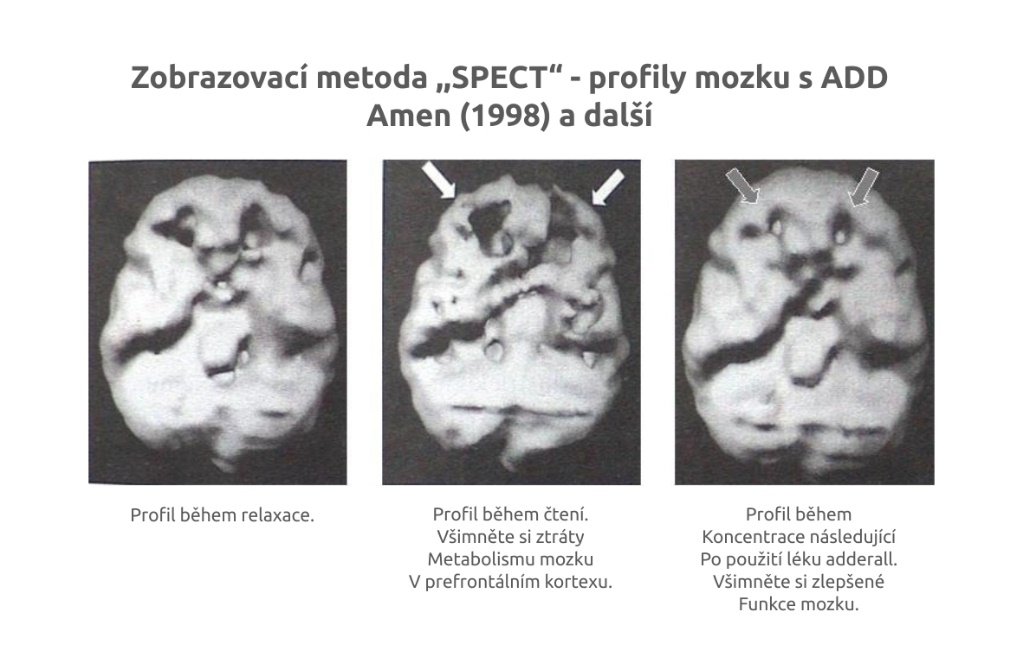 Zobrazovací metoda „SPECT“ - profily mozku s ADD
Amen (1998) a další
Profil během relaxace.
Profil během čtení.
Všimněte si ztráty
Metabolismu mozku
V prefrontálním kortexu.
Profil během
Koncentrace následující
Po použití léku adderall.
Všimněte si zlepšené
Funkce mozku.